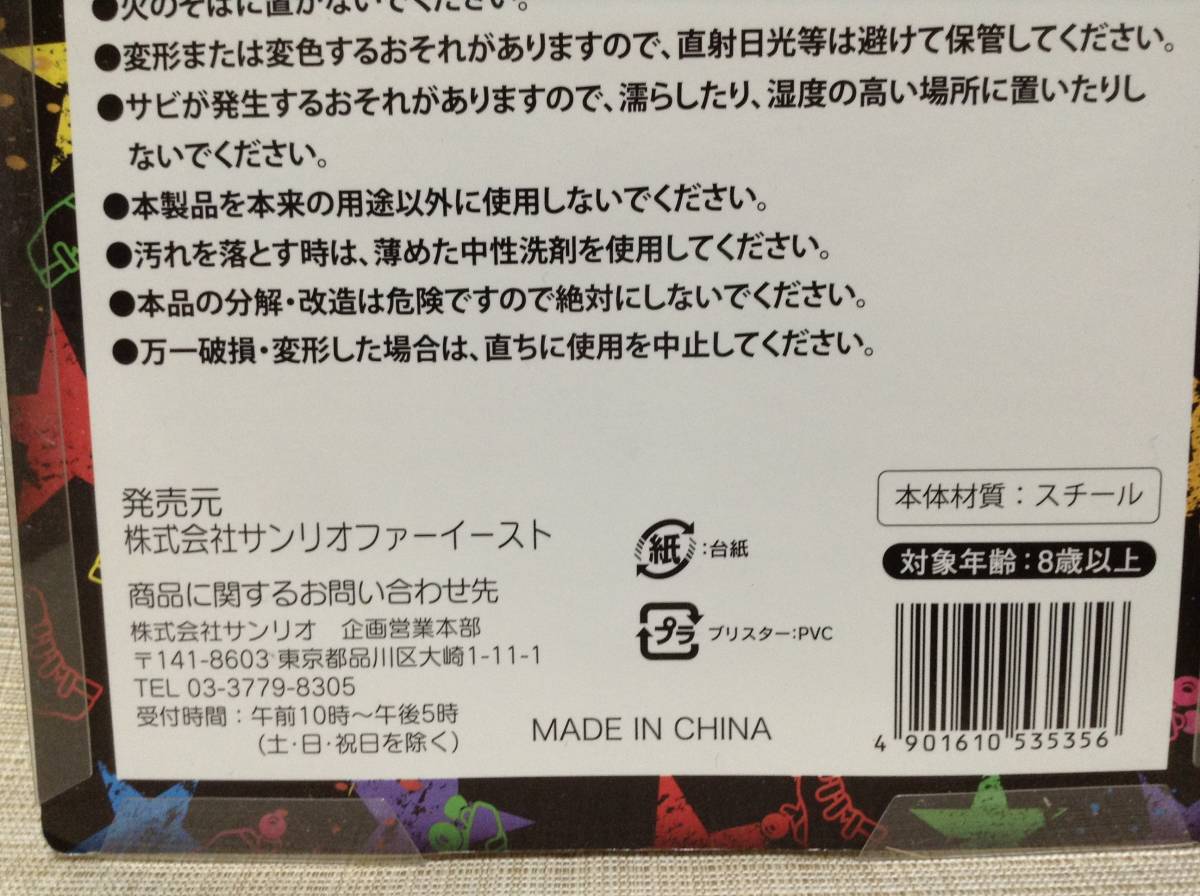 ●火のそばに置かないでください。
●変形または変色するおそれがありますので、直射日光等は避けて保管してください。
●サビが発生するおそれがありますので、濡らしたり、湿度の高い場所に置いたりし
ないでください。
●本製品を本来の用途以外に使用しないでください。
●汚れを落とす時は、薄めた中性洗剤を使用してください。
●本品の分解・改造は危険ですので絶対にしないでください。
●万一破損・変形した場合は、直ちに使用を中止してください。
発売元
株式会社サンリオファーイースト
商品に関するお問い合わせ先
株式会社サンリオ 企画営業本部
〒141-8603 東京都品川区大崎1-11-1
TEL 03-3779-8305
受付時間：午前10時～午後5時
(土・日・祝日を除く)
紙：台紙
プラ ブリスター：PVC
MADE IN CHINA
本体材質：スチール
対象年齢：8歳以上
4 901610 535356